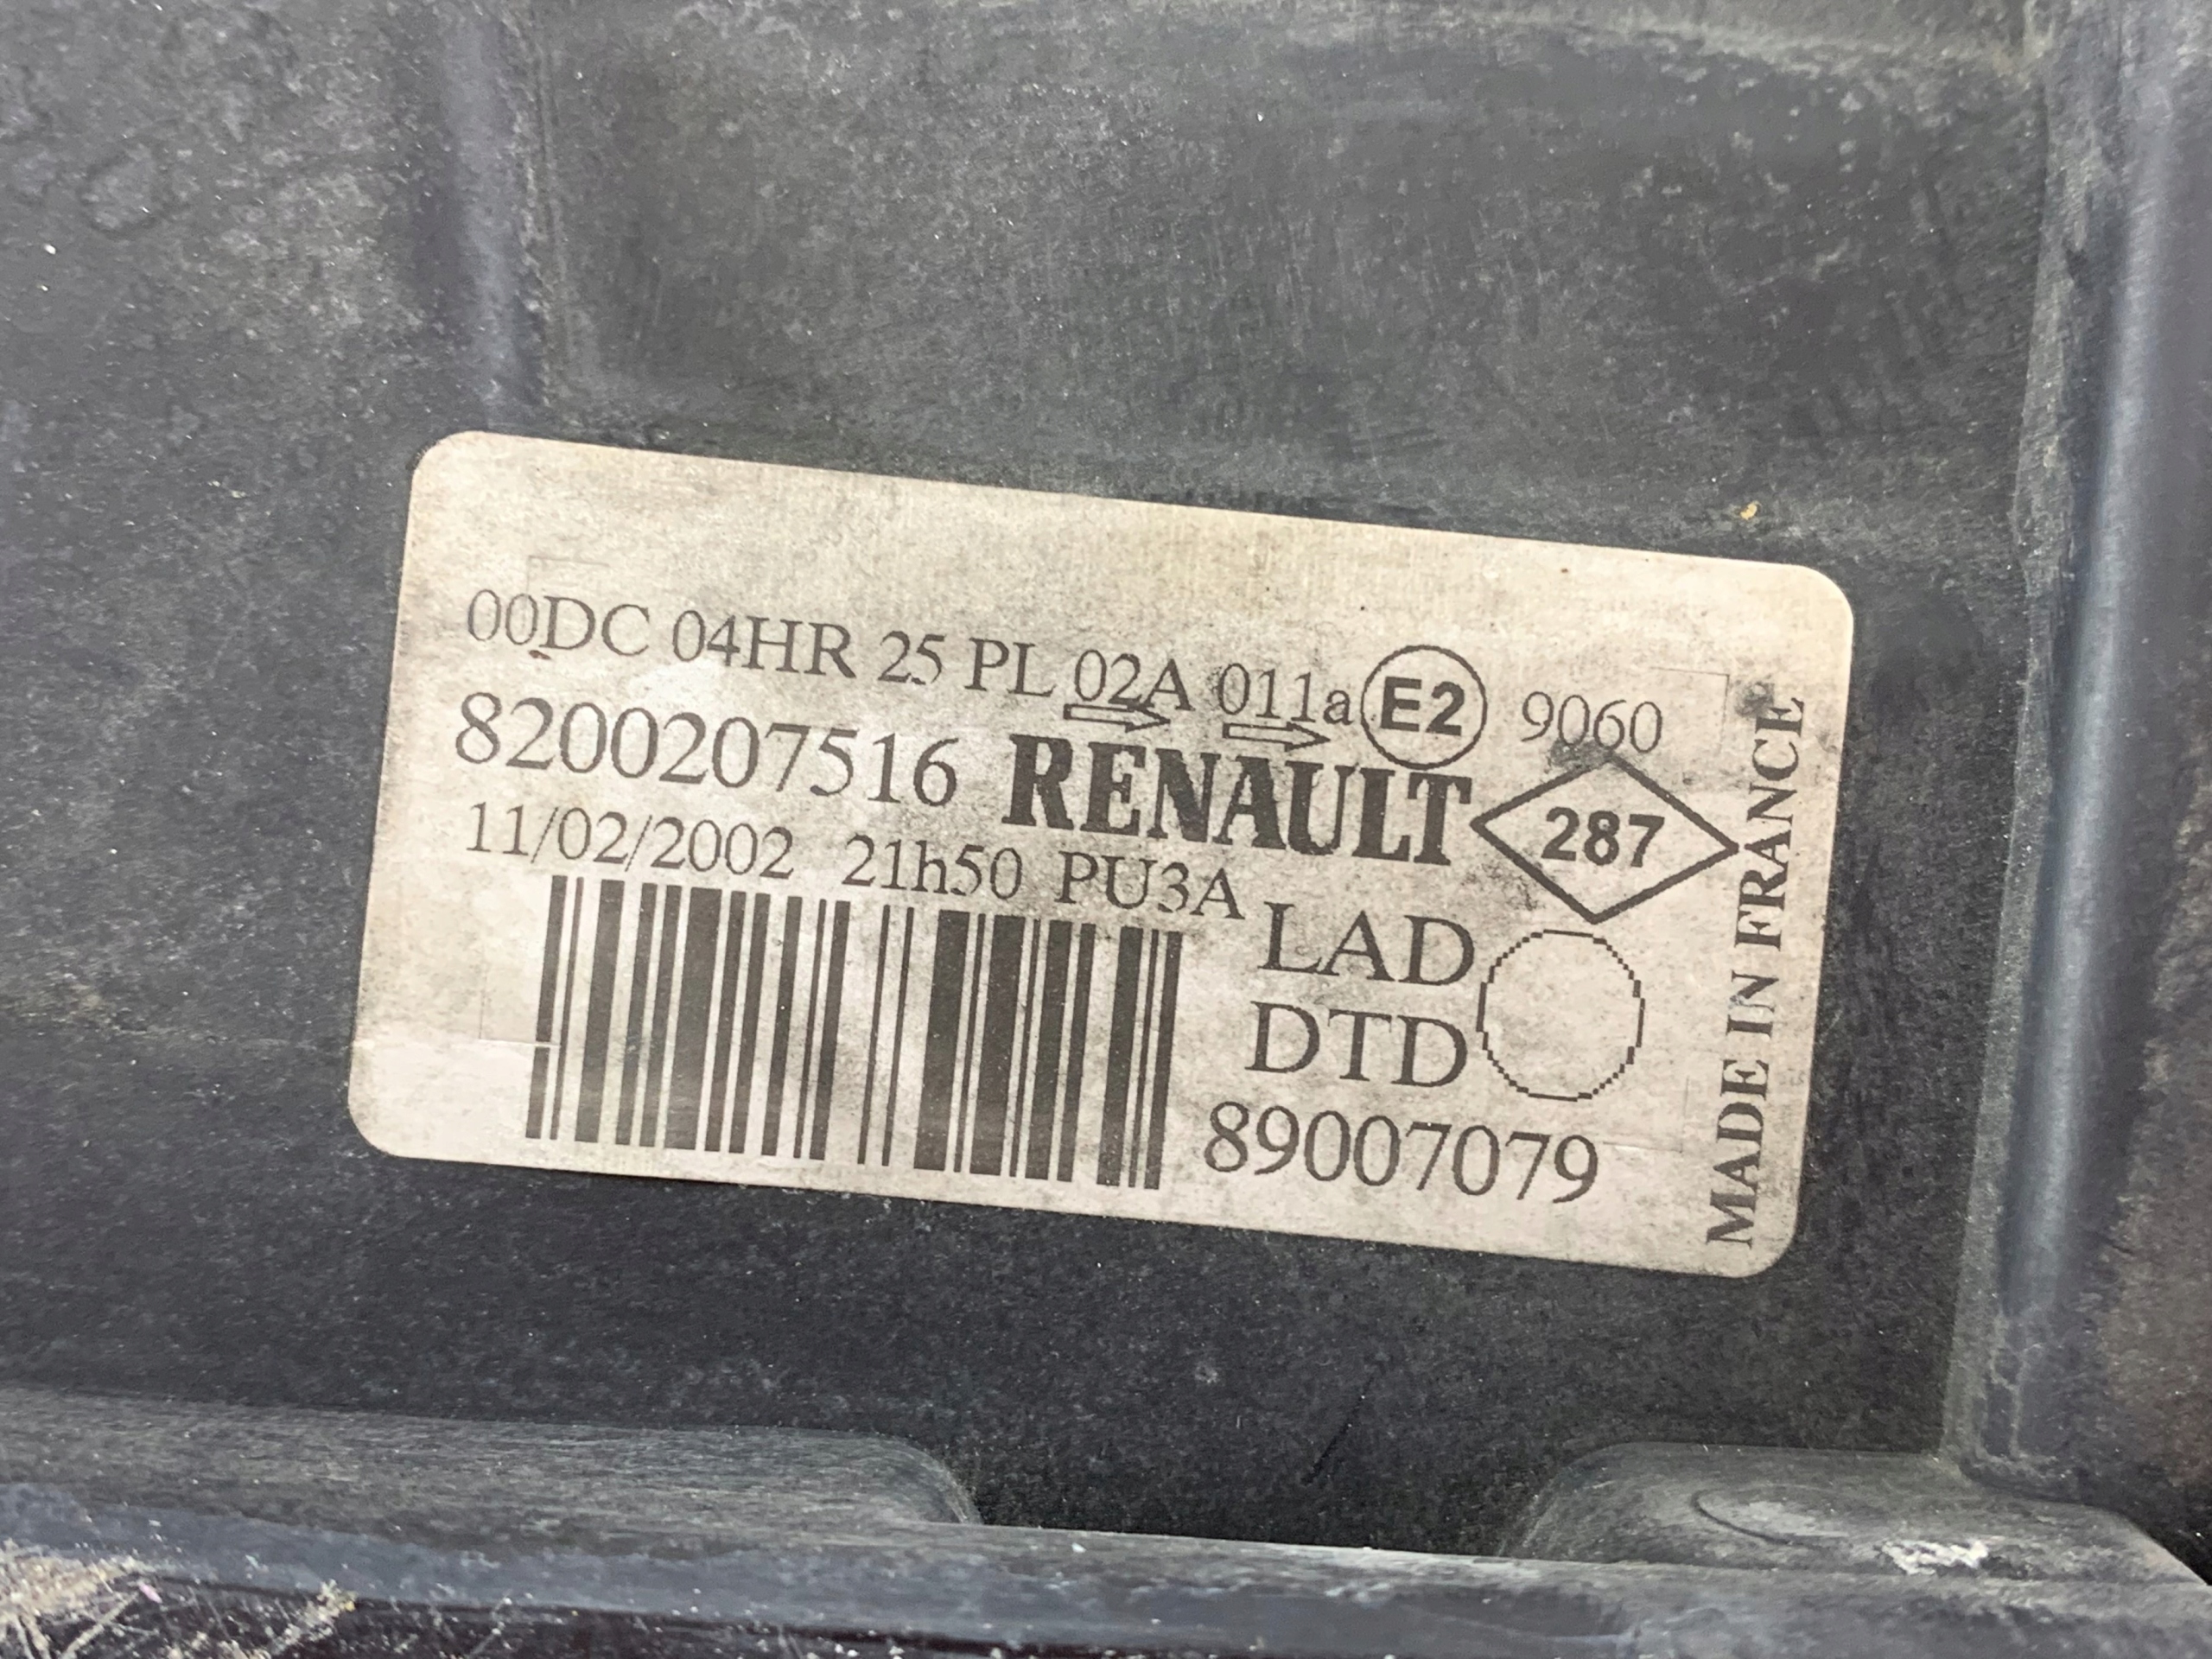 00DC 04HR 25 PL 02A 011a E2 9060
8200207516 RENAULT 287
11/02/2002 21h50 PU3A
LAD
DTD
89007079
MADE IN FRANCE